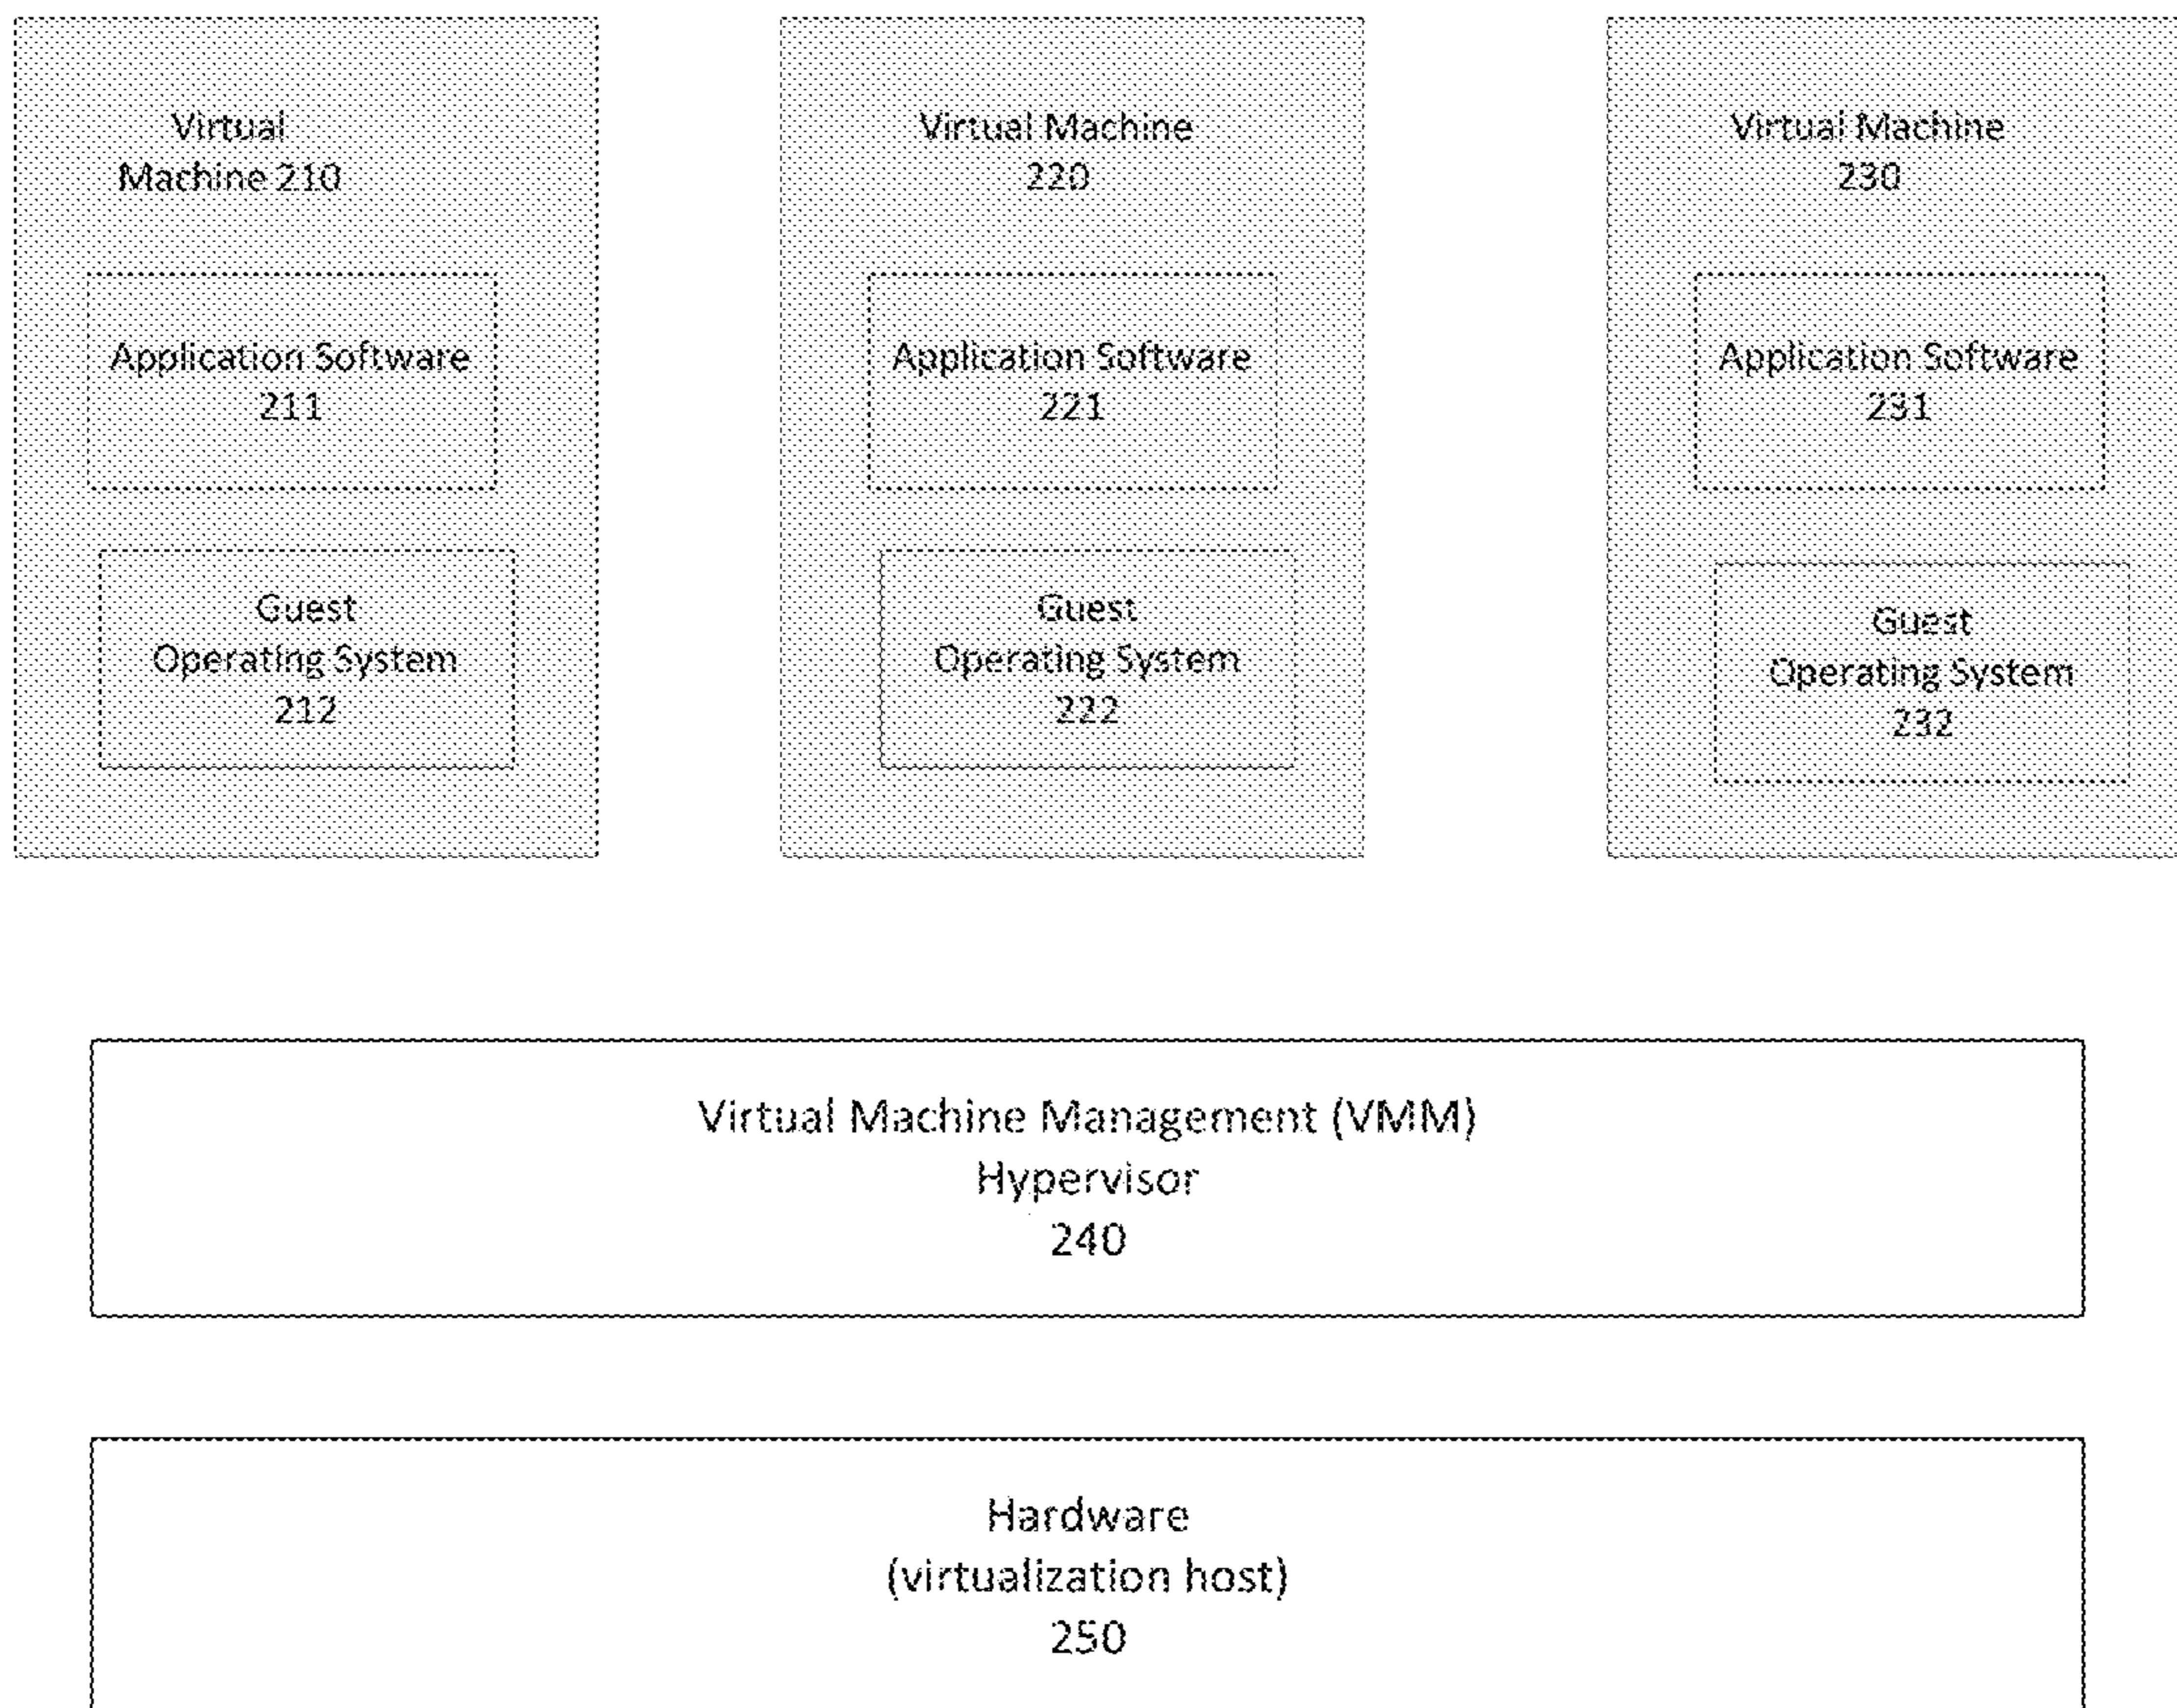 Virtual
Machine 210
Application Software
211
Guest
Operating System
212
Virtual Machine
220
Application Software
221
Guest
Operating System
222
Virtual Machine
230
Application Software
231
Guest
Operating System
232
Virtual Machine Management (VMM)
Hypervisor
240
Hardware
(virtualization host)
250